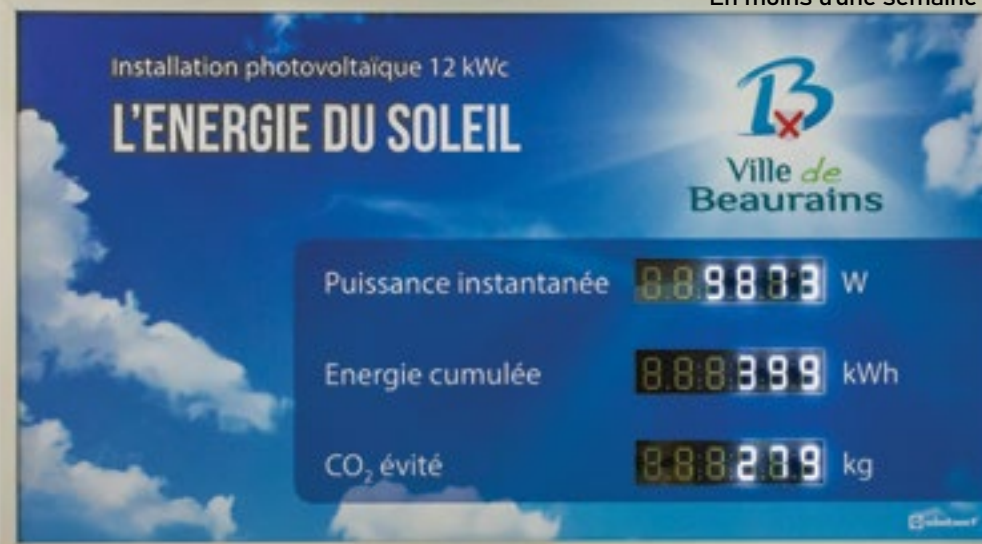 En moins d'une semaine
Installation photovoltaïque 12 kWc
L'ENERGIE DU SOLEIL
B
Ville de
Beaurains
Puissance instantanée 9873 W
Energie cumulée 399 kWh
CO₂ évité 279 kg